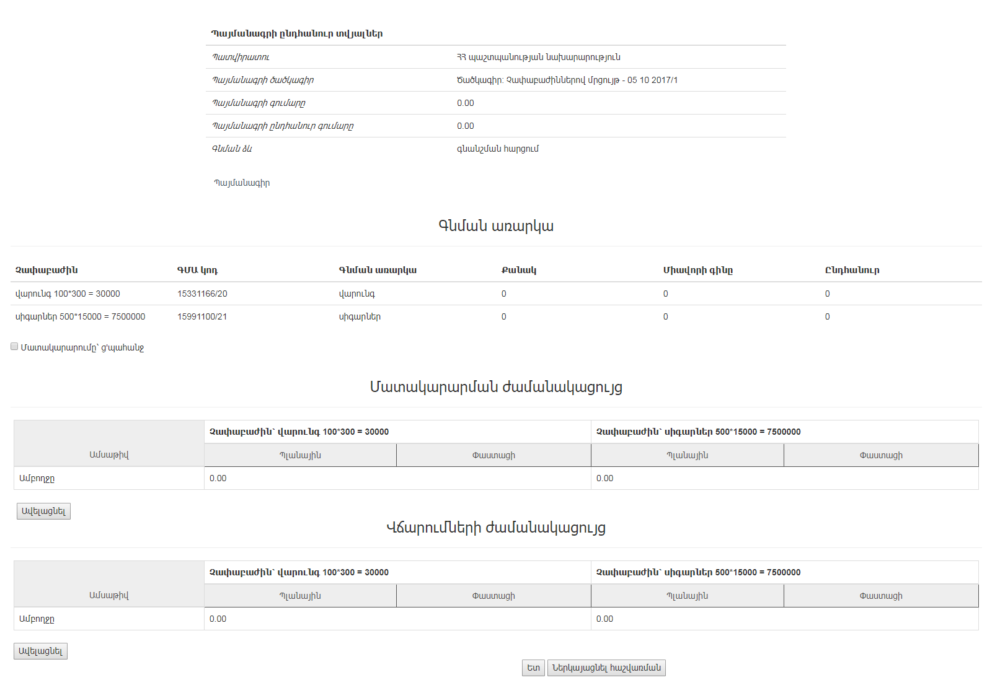 Պայմանագրի ընդհանուր տվյալներ
Պատվիրատու ՀՀ պաշտպանության նախարարություն
Պայմանագրի ծածկագիր Ծածկագիր: Չափաբաժիններով մրցույթ - 05 10 2017/1
Պայմանագրի գումարը 0.00
Պայմանագրի ընդհանուր գումարը 0.00
Գնման ձև գնանշման հարցում
Պայմանագիր
Գնման առարկա
Չափաբաժին ԳՄԱ կոդ Գնման առարկա Քանակ Միավորի գինը Ընդհանուր
վարունգ 100*300 = 30000 15331166/20 վարունգ 0 0 0
սիգարներ 500*15000 = 7500000 15991100/21 սիգարներ 0 0 0
Մատակարարումը՝ ց'պահանջ
Մատակարարման ժամանակացույց
Չափաբաժին` վարունգ 100*300 = 30000 Չափաբաժին` սիգարներ 500*15000 = 7500000
Ամսաթիվ Պլանային Փաստացի Պլանային Փաստացի
Ամբողջը 0.00 0.00
Ավելացնել
Վճարումների ժամանակացույց
Չափաբաժին` վարունգ 100*300 = 30000 Չափաբաժին` սիգարներ 500*15000 = 7500000
Ամսաթիվ Պլանային Փաստացի Պլանային Փաստացի
Ամբողջը 0.00 0.00
Ավելացնել
Ետ Ներկայացնել հաշվառման